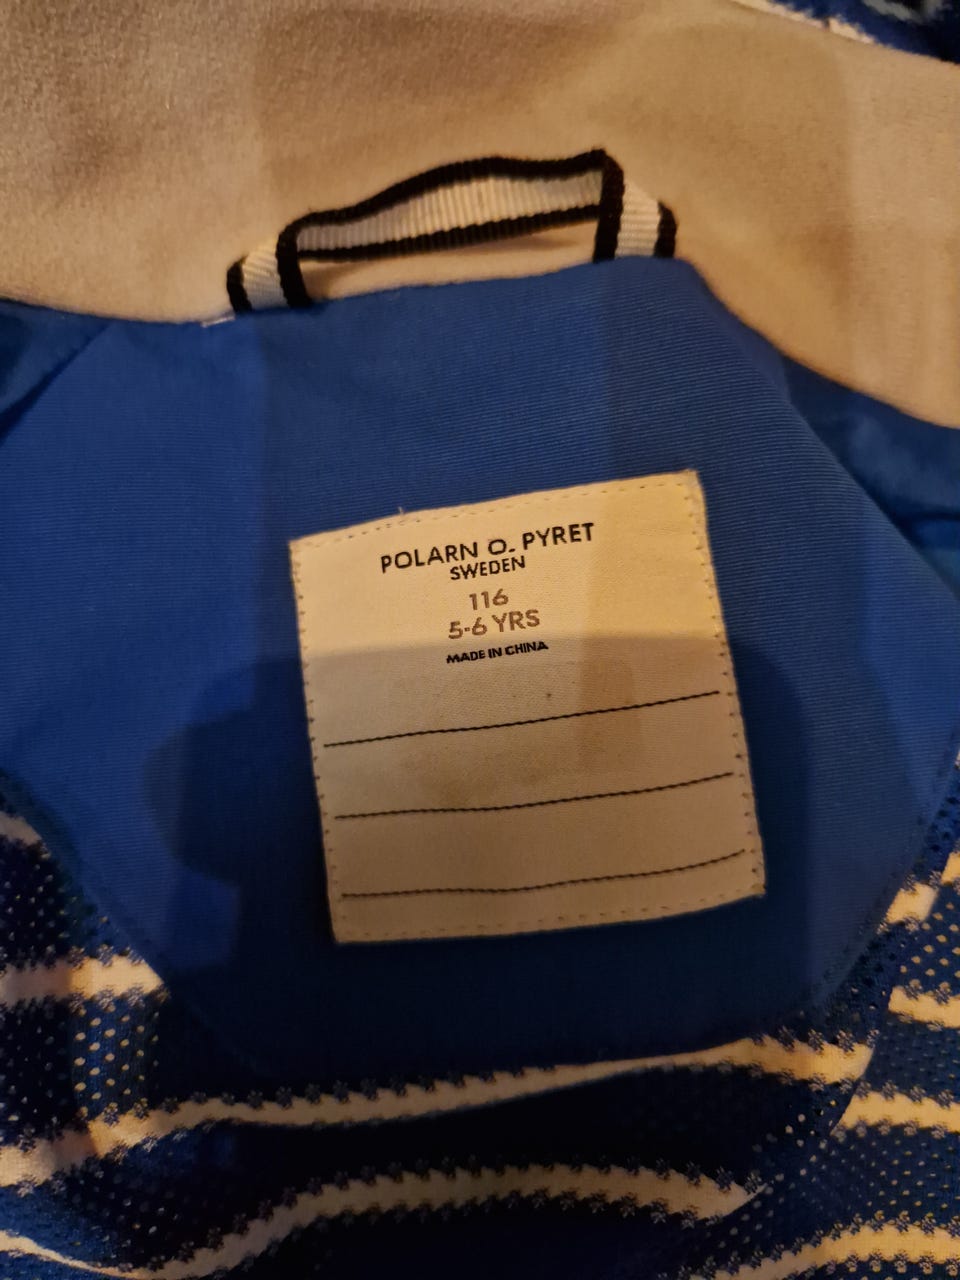 POLARN O. PYRET
SWEDEN
116
5-6 YRS
MADE IN CHINA